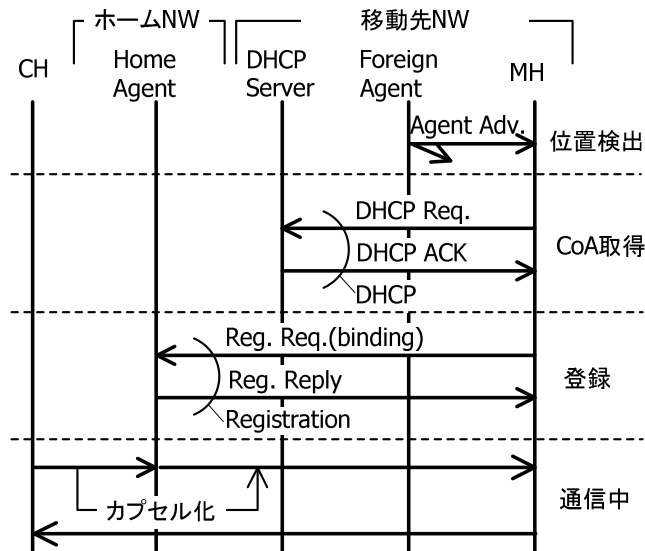 ホームNW
移動先NW
CH
Home
Agent
DHCP
Server
Foreign
Agent
MH
Agent Adv.
位置検出
DHCP Req.
DHCP ACK
CoA取得
DHCP
Reg. Req.(binding)
Reg. Reply
登録
Registration
カプセル化
通信中